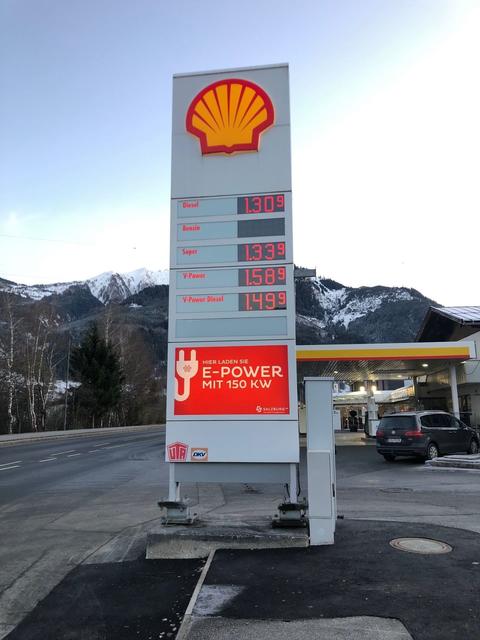 Diesel 1.309
Benzin
Super 1.339
V-Power 1.589
V-Power Diesel 1.499
HIER LADEN SIE
E-POWER
MIT 150 KW
SALZBURG
UTA DKV